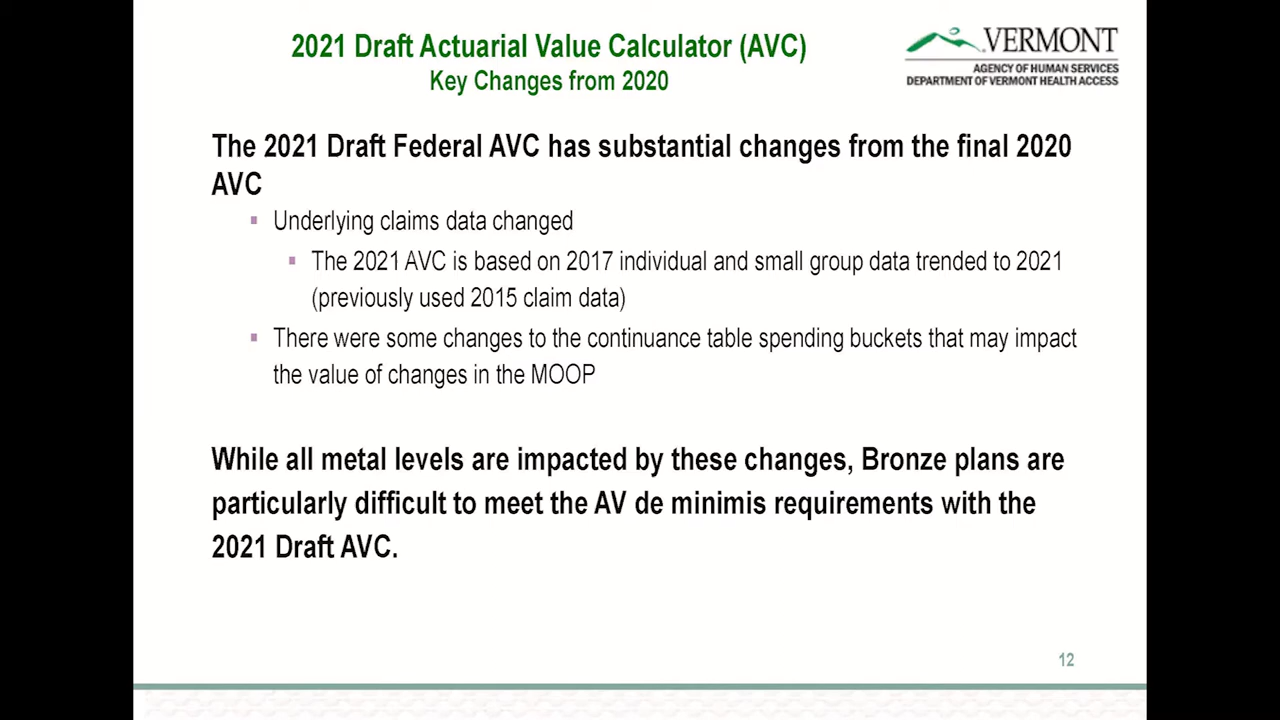 2021 Draft Actuarial Value Calculator (AVC)
Key Changes from 2020
VERMONT
AGENCY OF HUMAN SERVICES
DEPARTMENT OF VERMONT HEALTH ACCESS
The 2021 Draft Federal AVC has substantial changes from the final 2020
AVC
▪ Underlying claims data changed
▪ The 2021 AVC is based on 2017 individual and small group data trended to 2021
(previously used 2015 claim data)
▪ There were some changes to the continuance table spending buckets that may impact
the value of changes in the MOOP
While all metal levels are impacted by these changes, Bronze plans are
particularly difficult to meet the AV de minimis requirements with the
2021 Draft AVC.
12